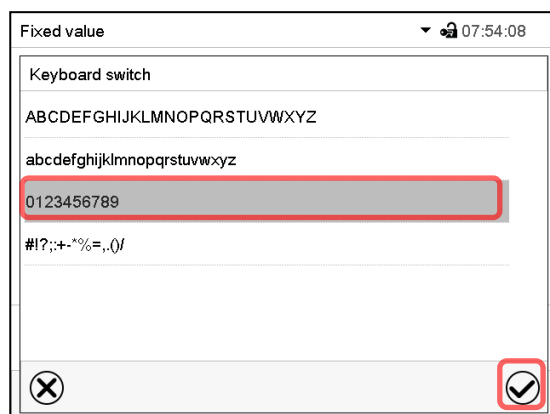 Fixed value 07:54:08
Keyboard switch
ABCDEFGHIJKLMNOPQRSTUVWXYZ
abcdefghijklmnopqrstuvwxyz
0123456789
#!?;:+-*%=,.()/